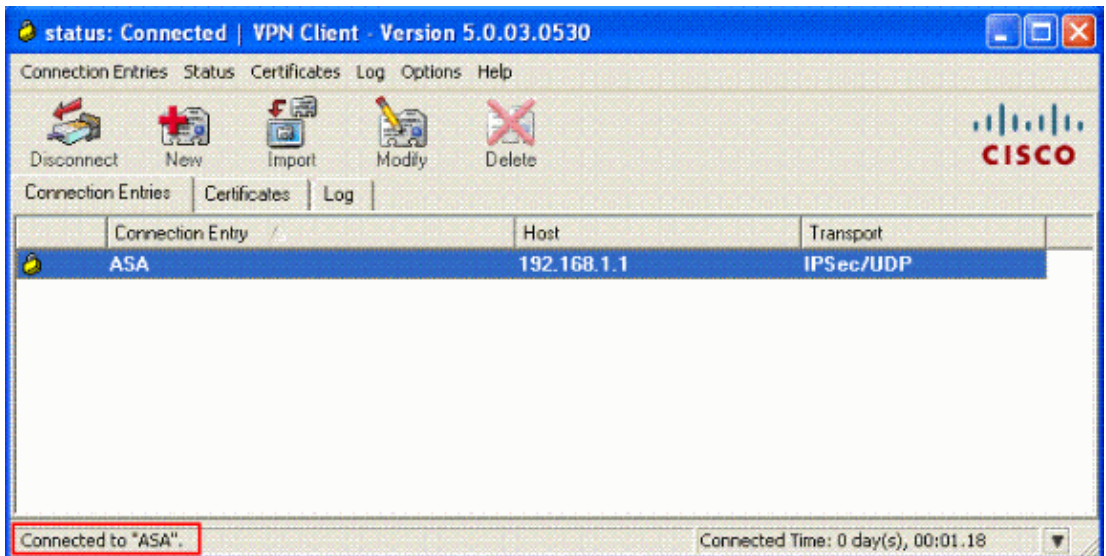 status: Connected | VPN Client - Version 5.0.03.0530
Connection Entries Status Certificates Log Options Help
Disconnect New Import Modify Delete
CISCO
Connection Entries Certificates Log
Connection Entry Host Transport
ASA 192.168.1.1 IPSec/UDP
Connected to "ASA". Connected Time: 0 day(s), 00:01.18